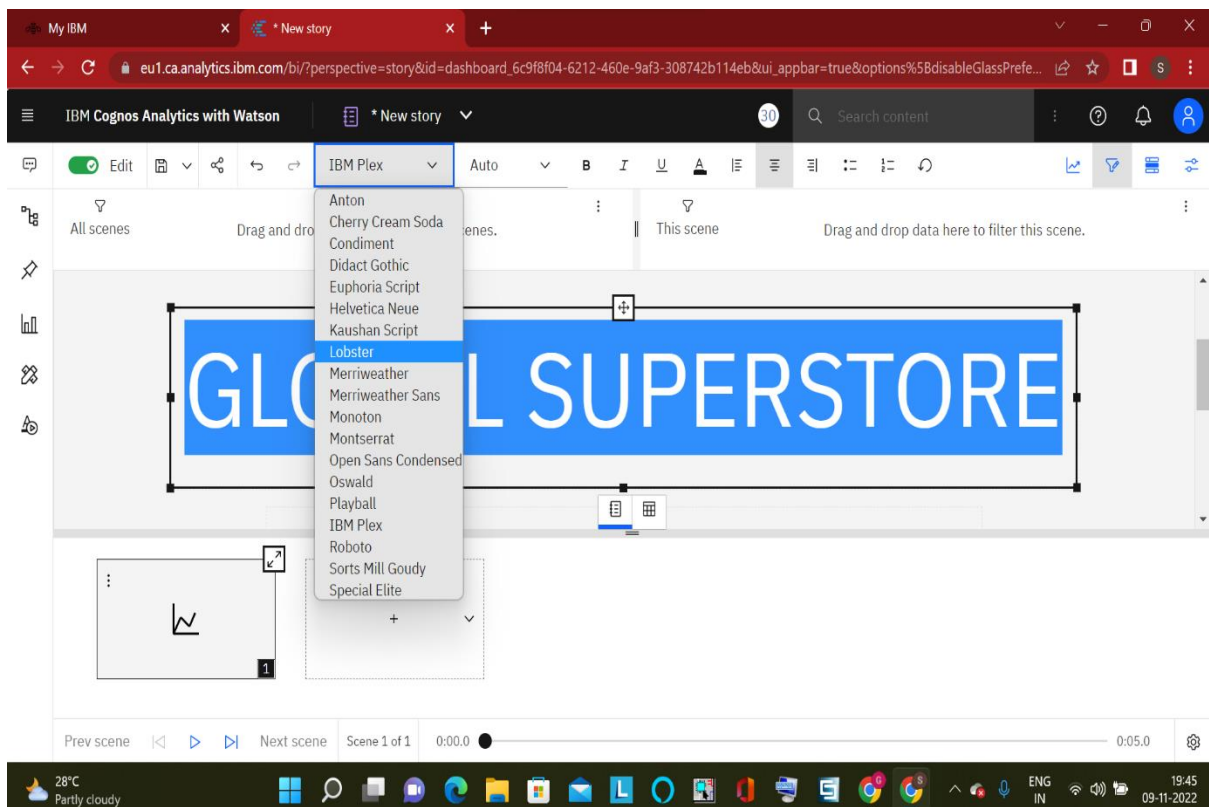 My IBM
* New story
eu1.ca.analytics.ibm.com/bi/?perspective=story&id=dashboard_6c9f8f04-6212-460e-9af3-308742b114eb&ui_appbar=true&options%5BdisableGlassPrefe...
S
IBM Cognos Analytics with Watson
* New story
30
Search content
Edit
IBM Plex
Auto
B I U A
All scenes
Drag and dro
enes.
This scene
Drag and drop data here to filter this scene.
Anton
Cherry Cream Soda
Condiment
Didact Gothic
Euphoria Script
Helvetica Neue
Kaushan Script
Lobster
Merriweather
Merriweather Sans
Monoton
Montserrat
Open Sans Condensed
Oswald
Playball
IBM Plex
Roboto
Sorts Mill Goudy
Special Elite
GLO L SUPERSTORE
1
Prev scene
Next scene
Scene 1 of 1
0:00.0
0:05.0
28°C
Partly cloudy
ENG
IN
19:45
09-11-2022